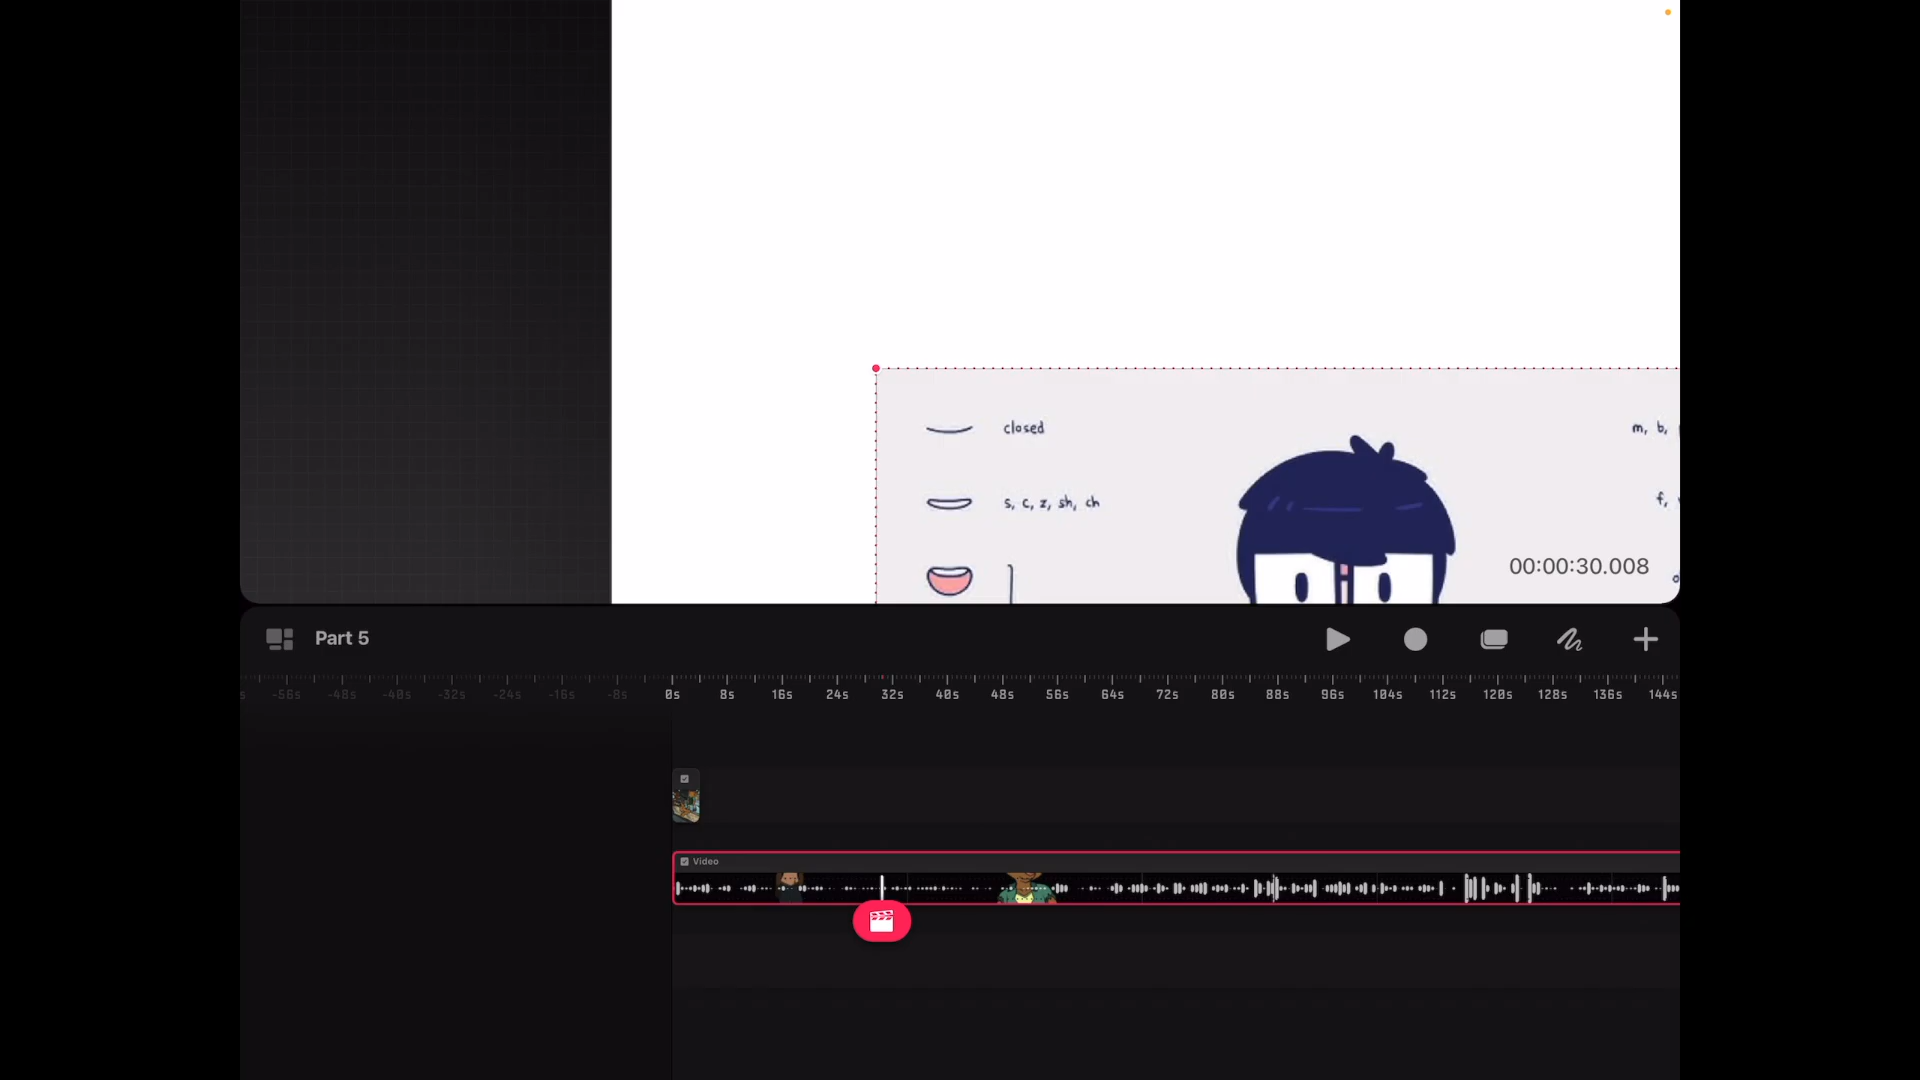 closed
m, b,
s, c, z, sh, ch
f,
00:00:30.008
Part 5
-56s -48s -40s -32s -24s -16s -8s 0s 8s 16s 24s 32s 40s 48s 56s 64s 72s 80s 88s 96s 104s 112s 120s 128s 136s 144s
Video